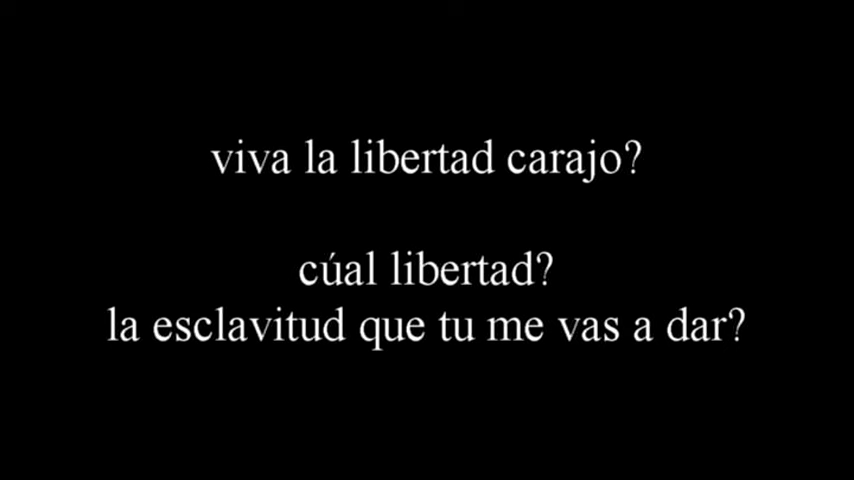 viva la libertad carajo?
cúal libertad?
la esclavitud que tu me vas a dar?